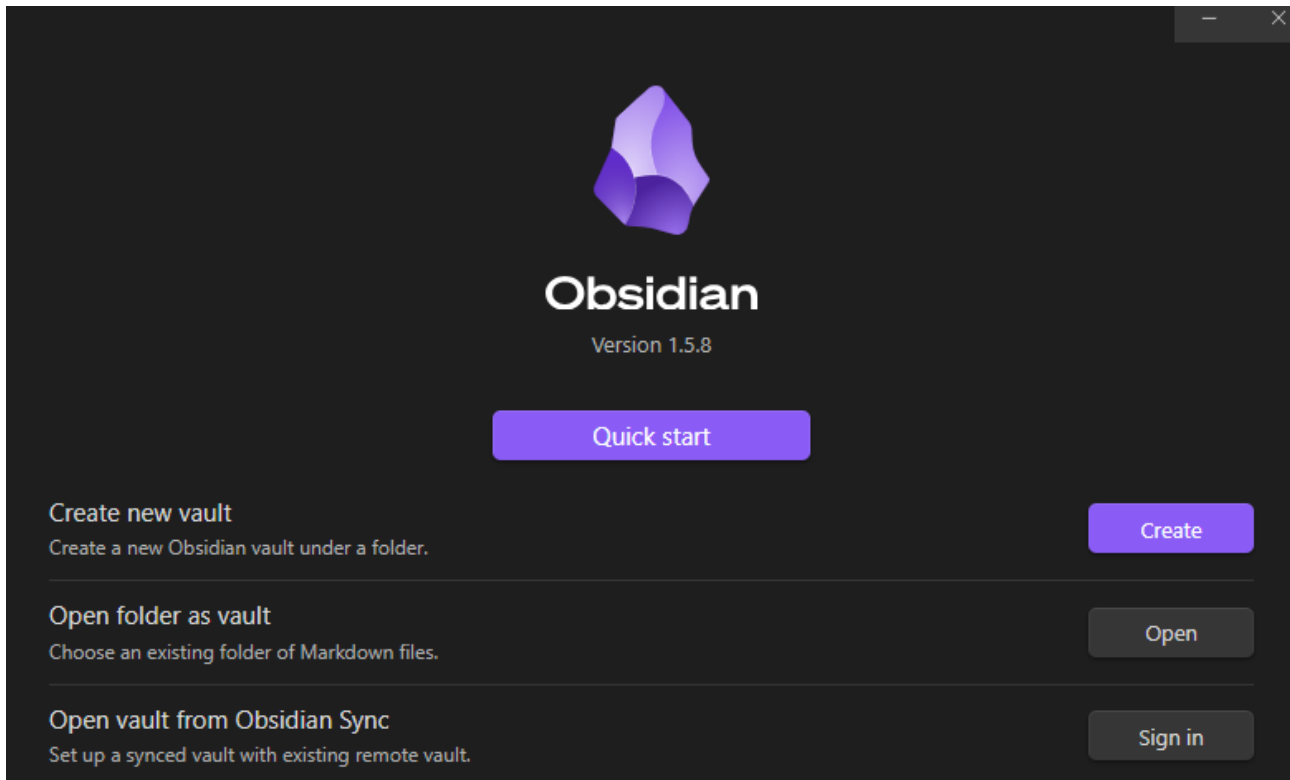 Obsidian
Version 1.5.8
Quick start
Create new vault
Create a new Obsidian vault under a folder.
Create
Open folder as vault
Choose an existing folder of Markdown files.
Open
Open vault from Obsidian Sync
Set up a synced vault with existing remote vault.
Sign in